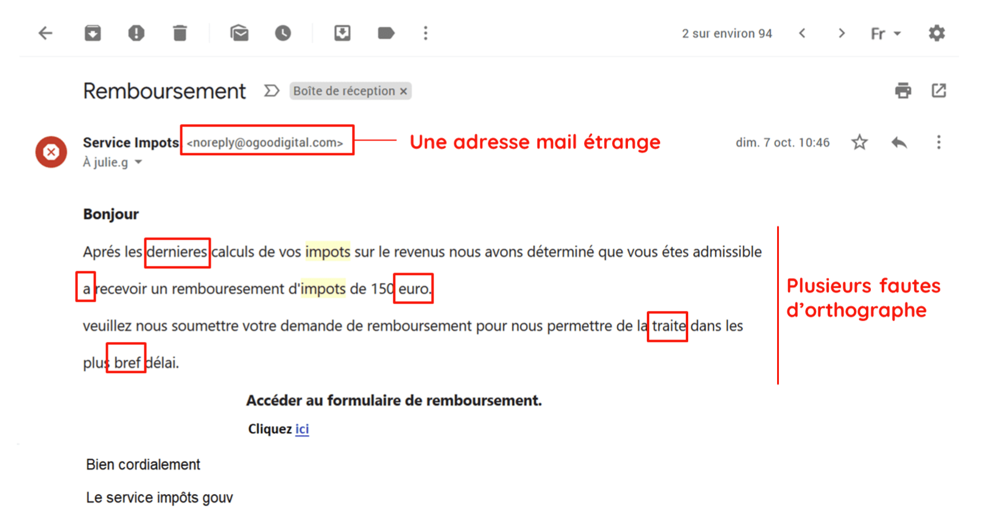 2 sur environ 94
Fr
Remboursement
Boîte de réception ×
Service Impots <noreply@ogoodigital.com>
Une adresse mail étrange
dim. 7 oct. 10:46
À julie.g
Bonjour
Aprés les dernieres calculs de vos impots sur le revenus nous avons déterminé que vous étes admissible
a recevoir un rembouresement d'impots de 150 euro.
Plusieurs fautes
d'orthographe
veuillez nous soumettre votre demande de remboursement pour nous permettre de la traite dans les
plus bref délai.
Accéder au formulaire de remboursement.
Cliquez ici
Bien cordialement
Le service impôts gouv